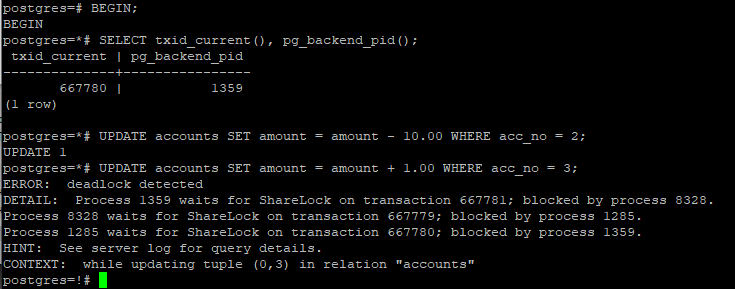 postgres=# BEGIN;
BEGIN
postgres=*# SELECT txid_current(), pg_backend_pid();
 txid_current | pg_backend_pid
--------------+----------------
       667780 |           1359
(1 row)

postgres=*# UPDATE accounts SET amount = amount - 10.00 WHERE acc_no = 2;
UPDATE 1
postgres=*# UPDATE accounts SET amount = amount + 1.00 WHERE acc_no = 3;
ERROR:  deadlock detected
DETAIL:  Process 1359 waits for ShareLock on transaction 667781; blocked by process 8328.
Process 8328 waits for ShareLock on transaction 667779; blocked by process 1285.
Process 1285 waits for ShareLock on transaction 667780; blocked by process 1359.
HINT:  See server log for query details.
CONTEXT:  while updating tuple (0,3) in relation "accounts"
postgres=!#